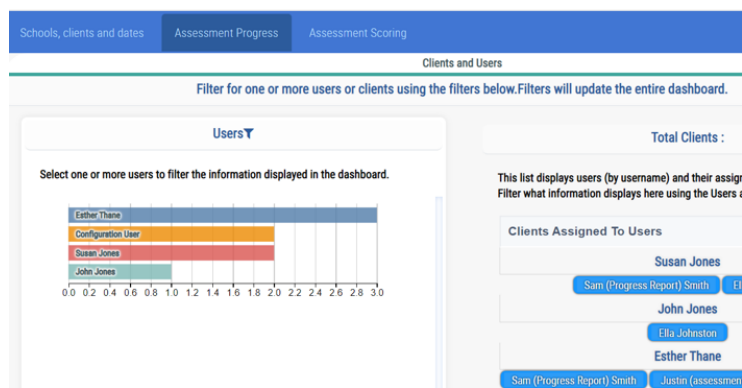 Schools, clients and dates Assessment Progress Assessment Scoring
Clients and Users
Filter for one or more users or clients using the filters below.Filters will update the entire dashboard.
Users
Select one or more users to filter the information displayed in the dashboard.
Esther Thane
Configuration User
Susan Jones
John Jones
0.0 0.2 0.4 0.6 0.8 1.0 1.2 1.4 1.6 1.8 2.0 2.2 2.4 2.6 2.8 3.0
Total Clients :
This list displays users (by username) and their assign
Filter what information displays here using the Users a
Clients Assigned To Users
Susan Jones
Sam (Progress Report) Smith El
John Jones
Ella Johnston
Esther Thane
Sam (Progress Report) Smith Justin (assessmen